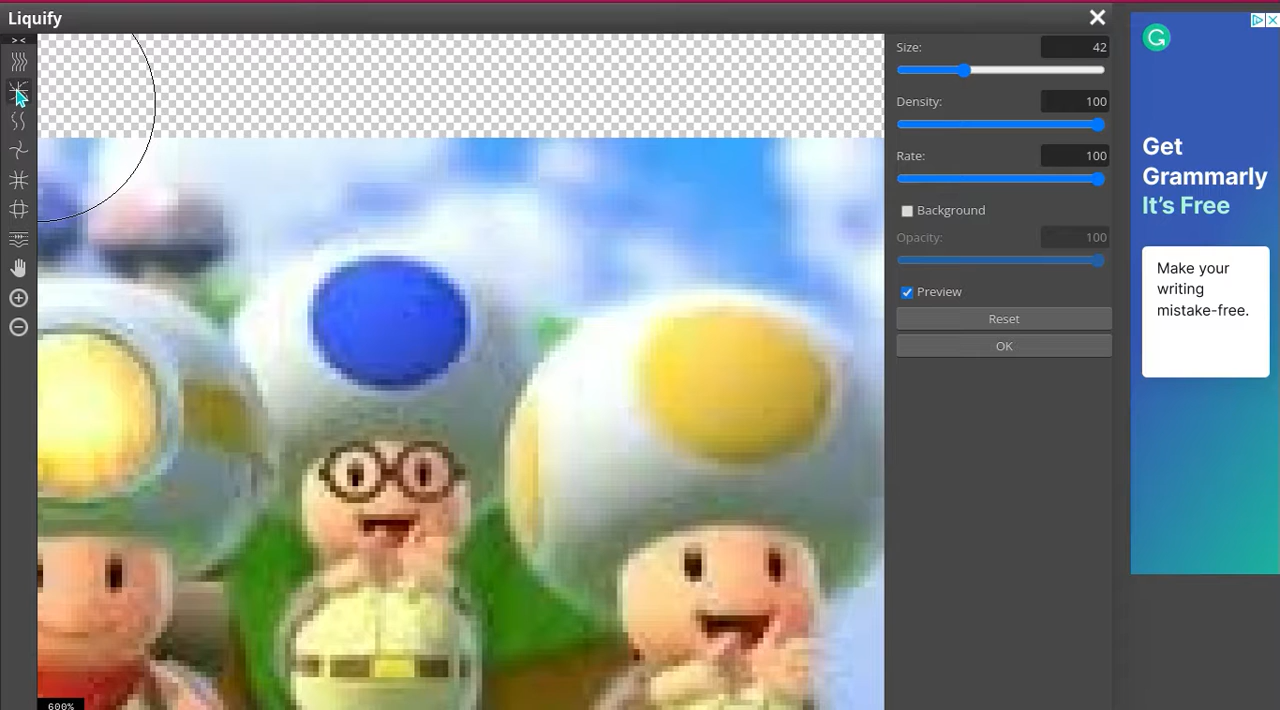 Liquify
> <
Size: 42
Density: 100
Rate: 100
Background
Opacity: 100
Preview
Reset
OK
600%
Get
Grammarly
It's Free
Make your
writing
mistake-free.